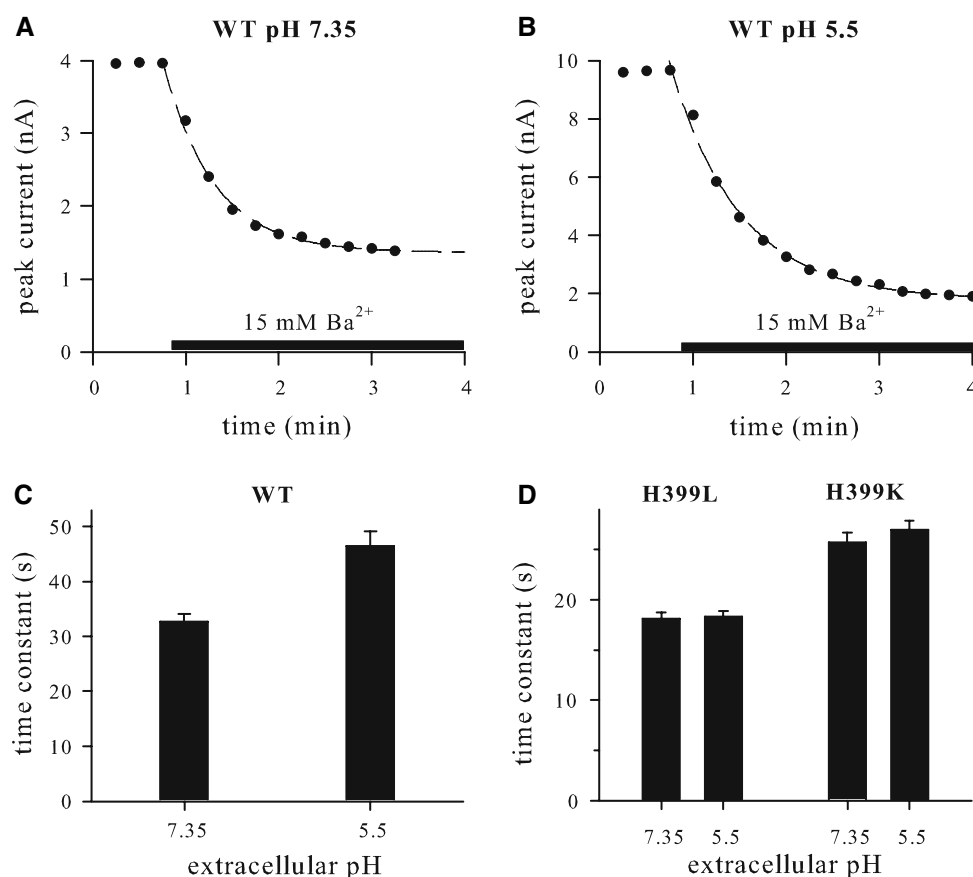 A
WT pH 7.35
peak current (nA)
4
3
2
1
0
15 mM Ba²⁺
0
1
2
3
4
time (min)
B
WT pH 5.5
peak current (nA)
10
8
6
4
2
0
15 mM Ba²⁺
0
1
2
3
4
time (min)
C
WT
time constant (s)
50
40
30
20
10
0
7.35
5.5
extracellular pH
D
H399L
H399K
time constant (s)
20
10
0
7.35
5.5
7.35
5.5
extracellular pH